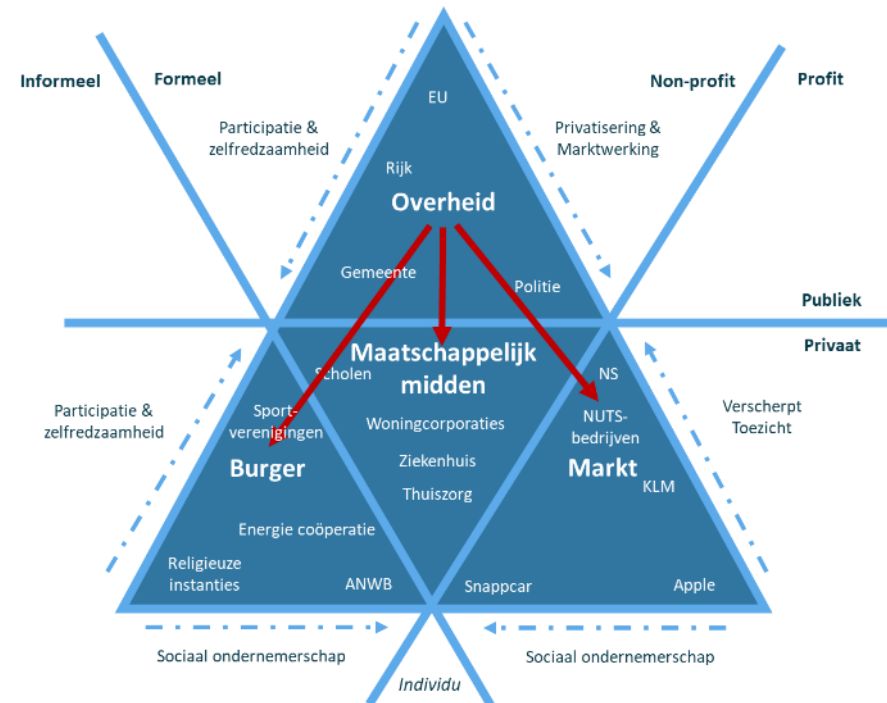 Informeel
Formeel
Non-profit
Profit
EU
Participatie &
zelfredzaamheid
Privatisering &
Marktwerking
Rijk
Overheid
Gemeente
Politie
Publiek
Privaat
Maatschappelijk
midden
Scholen
NS
Participatie &
zelfredzaamheid
Sport-
verenigingen
Woningcorporaties
NUTS-
bedrijven
Verscherpt
Toezicht
Burger
Ziekenhuis
Markt
Thuiszorg
KLM
Energie coöperatie
Religieuze
instanties
ANWB
Snappcar
Apple
Sociaal ondernemerschap
Sociaal ondernemerschap
Individu